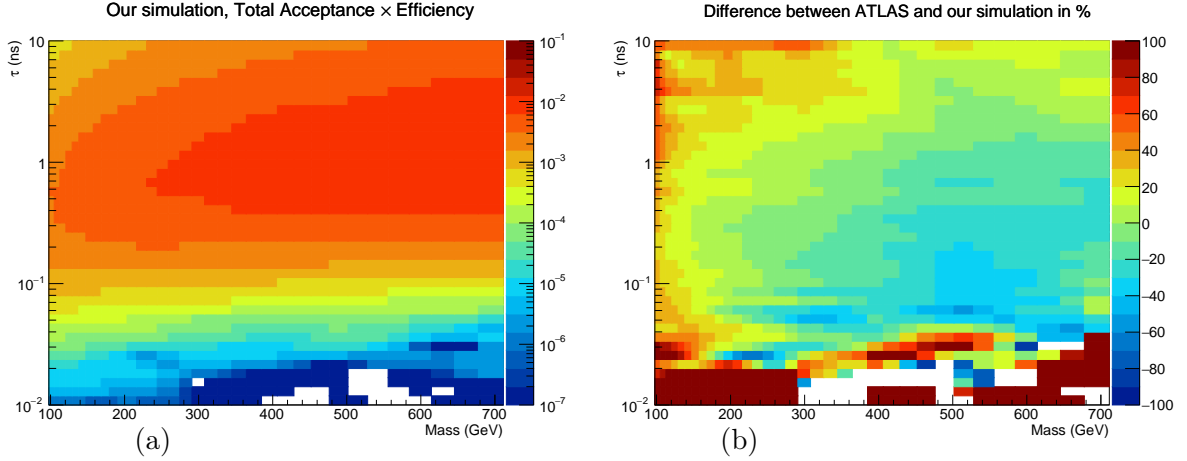 Our simulation, Total Acceptance × Efficiency
τ (ns)
10
1
10⁻¹
10⁻²
100 200 300 400 500 600 700
Mass (GeV)
10⁻¹
10⁻²
10⁻³
10⁻⁴
10⁻⁵
10⁻⁶
10⁻⁷
(a)
Difference between ATLAS and our simulation in %
τ (ns)
10
1
10⁻¹
10⁻²
100 200 300 400 500 600 700
Mass (GeV)
100
80
60
40
20
0
−20
−40
−60
−80
−100
(b)